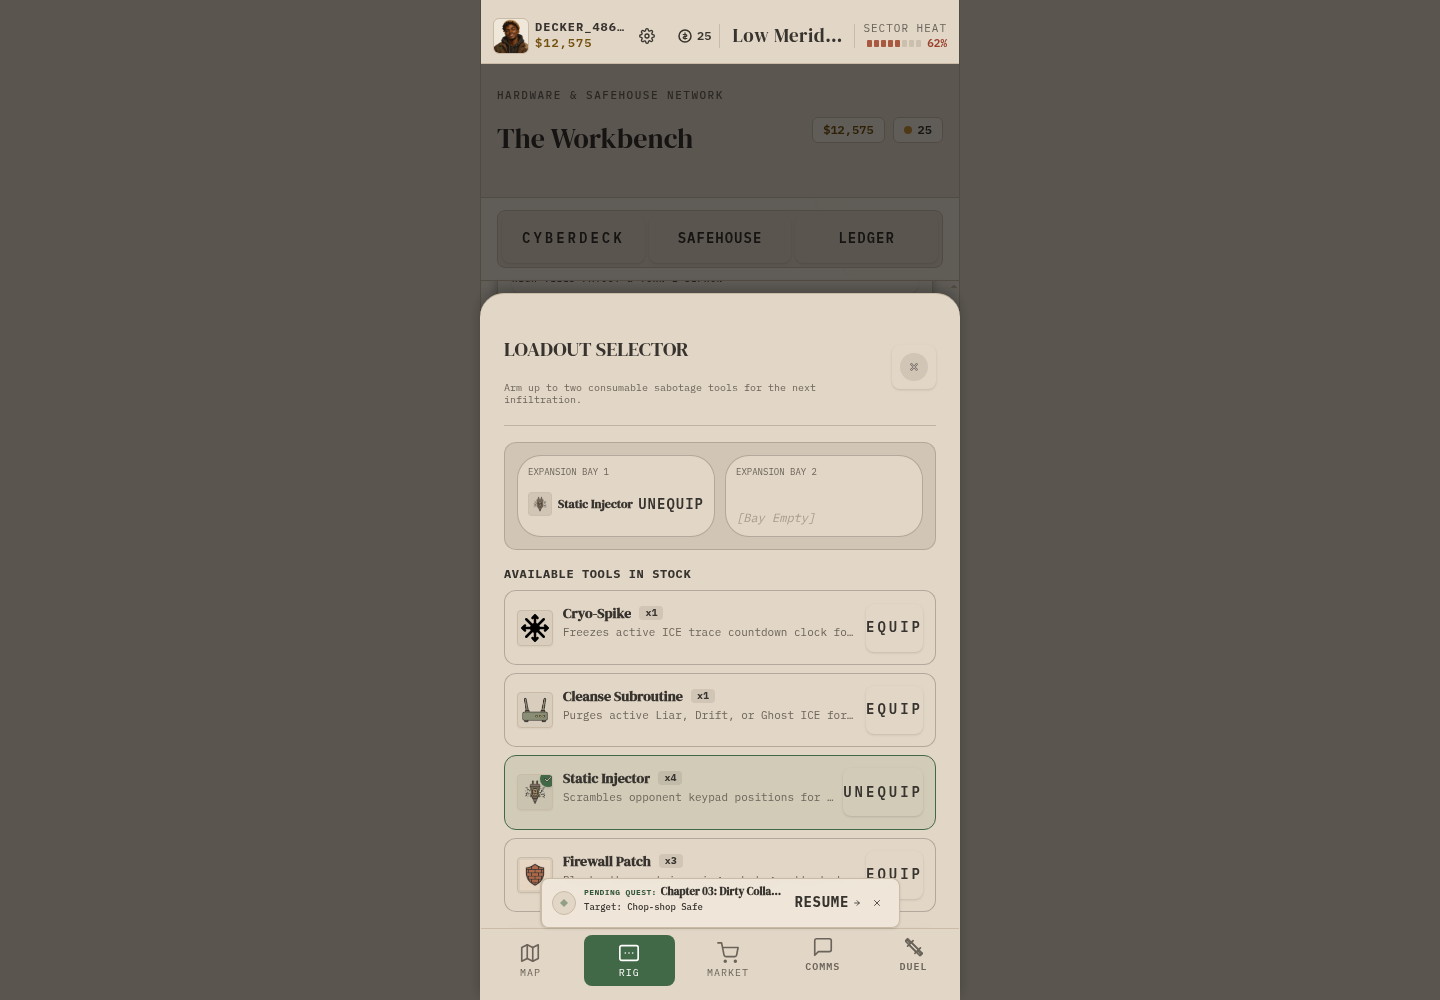 DECKER_486…
$12,575
25
Low Merid…
SECTOR HEAT
62%
HARDWARE & SAFEHOUSE NETWORK
The Workbench
$12,575
25
CYBERDECK
SAFEHOUSE
LEDGER
LOADOUT SELECTOR
Arm up to two consumable sabotage tools for the next
infiltration.
EXPANSION BAY 1
Static Injector UNEQUIP
EXPANSION BAY 2
[Bay Empty]
AVAILABLE TOOLS IN STOCK
Cryo-Spike x1
Freezes active ICE trace countdown clock fo…
EQUIP
Cleanse Subroutine x1
Purges active Liar, Drift, or Ghost ICE for…
EQUIP
Static Injector x4
Scrambles opponent keypad positions for …
UNEQUIP
Firewall Patch x3
EQUIP
PENDING QUEST: Chapter 03: Dirty Colla…
Target: Chop-shop Safe
RESUME →
MAP
RIG
MARKET
COMMS
DUEL